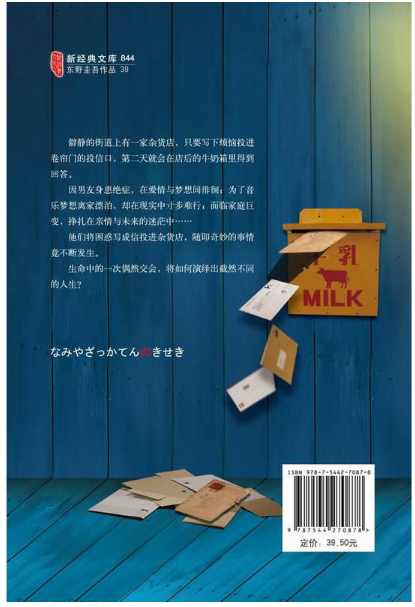 新经典文库 844
东野圭吾作品 39
僻静的街道上有一家杂货店，只要写下烦恼投进
卷帘门的投信口，第二天就会在店后的牛奶箱里得到
回答。
因男友身患绝症，在爱情与梦想间徘徊；为了音
乐梦想离家漂泊，却在现实中寸步难行；面临家庭巨
变，挣扎在亲情与未来的迷茫中……
他们将困惑写成信投进杂货店，随即奇妙的事情
竟不断发生。
生命中的一次偶然交会，将如何演绎出截然不同
的人生？
乳
MILK
なみやざっかてんのきせき
ISBN 978-7-5442-7087-8
9 787544 270878 >
定价：39.50元